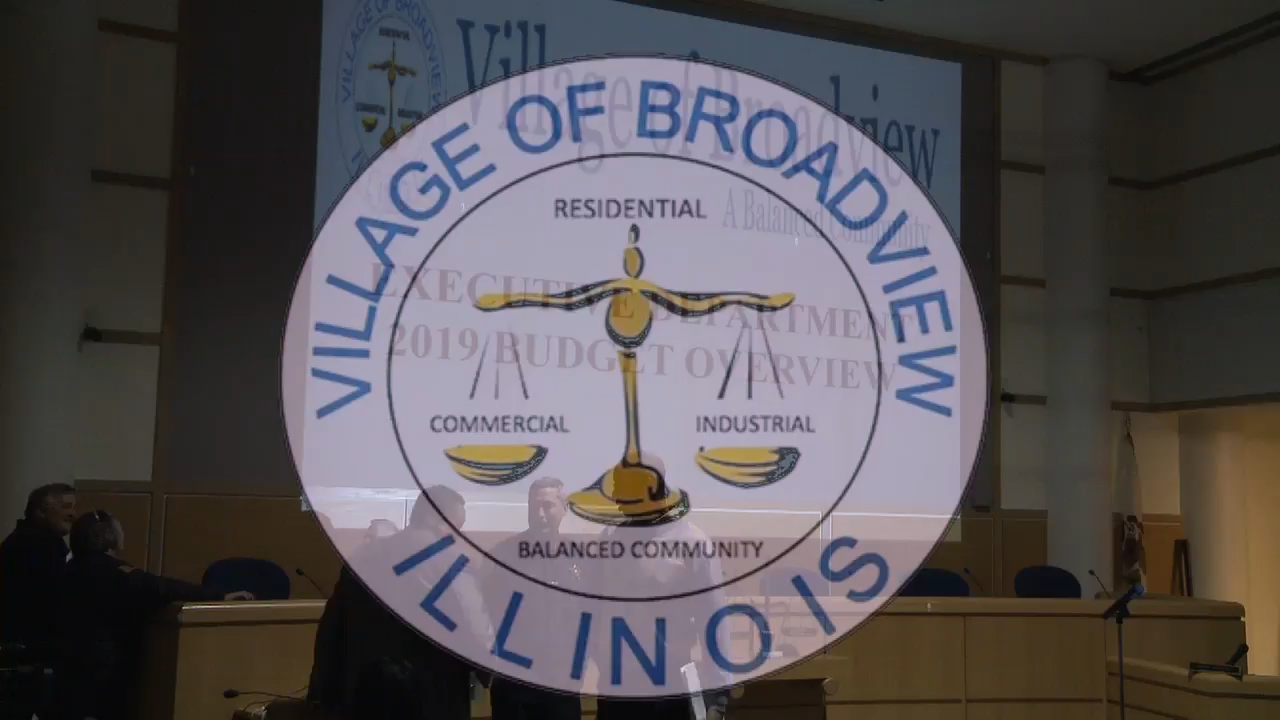 VILLAGE OF BROADVIEW
Village of Broadview
A Balanced Community
RESIDENTIAL
EXECUTIVE DEPARTMENT
2019 BUDGET OVERVIEW
COMMERCIAL
INDUSTRIAL
BALANCED COMMUNITY
ILLINOIS